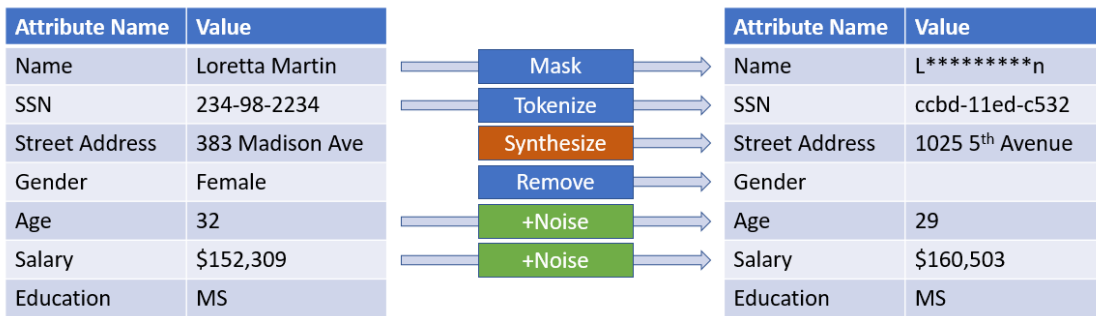 Attribute Name Value Attribute Name Value
Name Loretta Martin Mask Name L*********n
SSN 234-98-2234 Tokenize SSN ccbd-11ed-c532
Street Address 383 Madison Ave Synthesize Street Address 1025 5th Avenue
Gender Female Remove Gender
Age 32 +Noise Age 29
Salary $152,309 +Noise Salary $160,503
Education MS Education MS